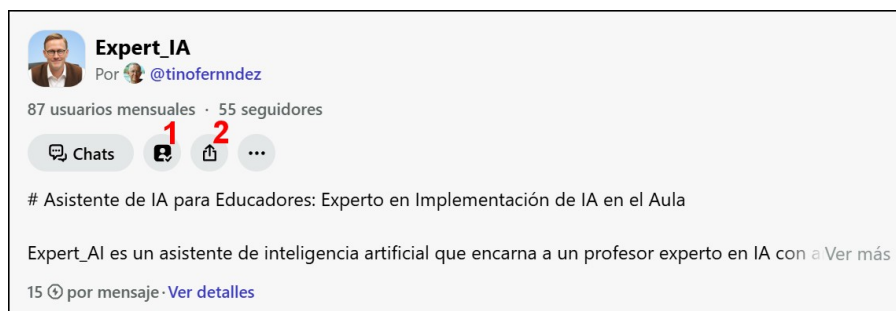 Expert_IA
Por @tinofernndez
87 usuarios mensuales · 55 seguidores
1 2
Chats
# Asistente de IA para Educadores: Experto en Implementación de IA en el Aula
Expert_AI es un asistente de inteligencia artificial que encarna a un profesor experto en IA con a Ver más
15 por mensaje · Ver detalles